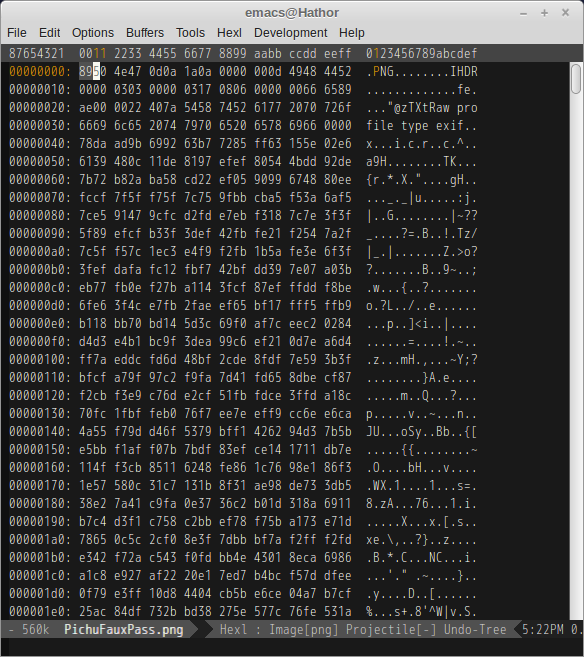 emacs@Hathor
File Edit Options Buffers Tools Hexl Development Help
87654321 0011 2233 4455 6677 8899 aabb ccdd eeff 0123456789abcdef
00000000: 8950 4e47 0d0a 1a0a 0000 000d 4948 4452 .PNG........IHDR
00000010: 0000 0303 0000 0317 0806 0000 0066 6589 .............fe.
00000020: ae00 0022 407a 5458 7452 6177 2070 726f ..."@zTXtRaw pro
00000030: 6669 6c65 2074 7970 6520 6578 6966 0000 file type exif..
00000040: 78da ad9b 6992 63b7 7285 ff63 155e 02e6 x...i.c.r..c.^..
00000050: 6139 480c 11de 8197 efef 8054 4bdd 92de a9H........TK...
00000060: 7b72 b82a ba58 cd22 ef05 9099 6748 80ee {r.*.X."....gH..
00000070: fccf 7f5f ff75 7c75 9fbb cba5 f53a 6af5 ..._._|u.....:j.
00000080: 7ce5 9147 9cfc d2fd e7eb f318 7c7e 3f3f |..G........|~??
00000090: 5f89 efcf b33f 3def 42fb fe21 f254 7a2f _....?=.B..!.Tz/
000000a0: 7c5f f57c 1ec3 e4f9 f2fb 1b5a fe3e 6f3f |_.|.......Z.>o?
000000b0: 3fef dafa fc12 fbf7 42bf dd39 7e07 a03b ?.......B..9~..;
000000c0: eb77 fb0e f27b a114 3fcf 87ef ffdd f8be .w...{..?.......
000000d0: 6fe6 3f4c e7fb 2fae ef65 bf17 fff5 ffb9 o.?L../..e......
000000e0: b118 bb70 bd14 5d3c 69f0 af7c eec2 0284 ...p..]<i..|....
000000f0: d4d3 e4b1 bc9f 3dea 99c6 ef21 0d7e a6d4 ......=....!.~..
00000100: ff7a eddc fd6d 48bf 2cde 8fdf 7e59 3b3f .z...mH.,...~Y;?
00000110: bfcf a79f 97c2 f9fa 7d41 fd65 8dbe cf87 ........}A.e....
00000120: f2cb f3e9 c76d e2cf 51fb fdce 3ffd a18c .....m..Q...?...
00000130: 70fc 1fbf feb0 76f7 ee7e eff9 cc6e e6ca p.....v..~...n..
00000140: 4a55 f79d d46f 5379 bff1 4262 94d3 7b5b JU...oSy..Bb..{[
00000150: e5bb f1af f07b 7bdf 83ef ce14 1711 db7e .....{{........~
00000160: 114f f3cb 8511 6248 fe86 1c76 98e1 86f3 .O....bH...v....
00000170: 1e57 580c 31c7 131b 8f31 ae98 de73 3db5 .WX.1....1...s=.
00000180: 38e2 7a41 c9fa 0e37 36c2 b01d 318a 6911 8.zA...76...1.i.
00000190: b7c4 d3f1 c758 c2bb ef78 f75b a173 e71d .....X...x.[.s..
000001a0: 7865 0c5c 2cf0 8e3f 7dbb bf7a f2ff f2fd xe.\,..?}..z....
000001b0: e342 f72a c543 f0fd bb4e 4301 8eca 6986 .B.*.C...NC...i.
000001c0: a1c8 e927 af22 20e1 7ed7 b4bc f57d dfee ...'." .~....}..
000001d0: 0f79 e3ff 10d8 4404 cb5b e6ce 04a7 b7cf .y....D..[......
000001e0: 25ac 84df 732b bd38 275e 577c 76fe 531a %...s+.8'^W|v.S.
- 560k PichuFauxPass.png Hexl : Image[png] Projectile[-] Undo-Tree 5:22PM 0.